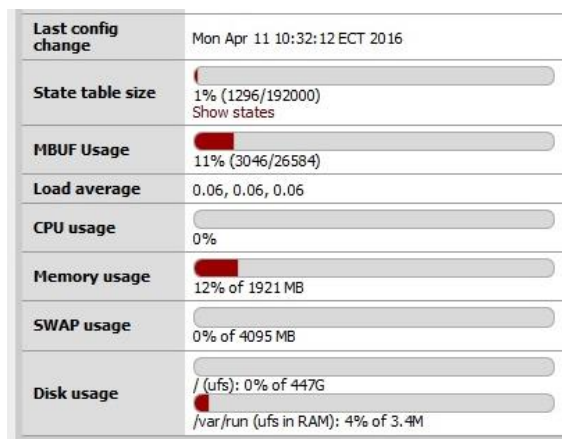 Last config change
Mon Apr 11 10:32:12 ECT 2016
State table size
1% (1296/192000)
Show states
MBUF Usage
11% (3046/26584)
Load average
0.06, 0.06, 0.06
CPU usage
0%
Memory usage
12% of 1921 MB
SWAP usage
0% of 4095 MB
Disk usage
/ (ufs): 0% of 447G
/var/run (ufs in RAM): 4% of 3.4M